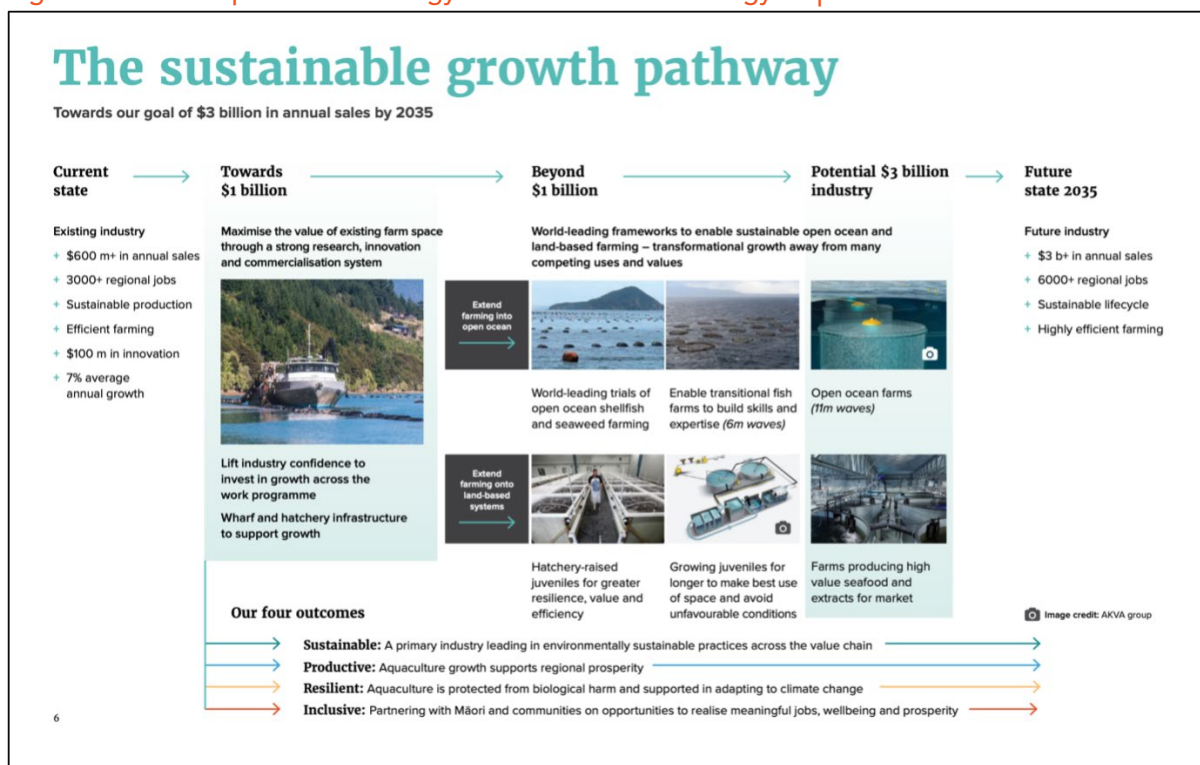 The sustainable growth pathway
Towards our goal of $3 billion in annual sales by 2035
Current
state
Existing industry
+ $600 m+ in annual sales
+ 3000+ regional jobs
+ Sustainable production
+ Efficient farming
+ $100 m in innovation
+ 7% average
annual growth
Towards
$1 billion
Maximise the value of existing farm space
through a strong research, innovation
and commercialisation system
Lift industry confidence to
invest in growth across the
work programme
Wharf and hatchery infrastructure
to support growth
Beyond
$1 billion
Potential $3 billion
industry
World-leading frameworks to enable sustainable open ocean and
land-based farming – transformational growth away from many
competing uses and values
Extend
farming into
open ocean
World-leading trials of
open ocean shellfish
and seaweed farming
Enable transitional fish
farms to build skills and
expertise (6m waves)
Open ocean farms
(11m waves)
Extend
farming onto
land-based
systems
Hatchery-raised
juveniles for greater
resilience, value and
efficiency
Growing juveniles for
longer to make best use
of space and avoid
unfavourable conditions
Farms producing high
value seafood and
extracts for market
Future
state 2035
Future industry
+ $3 b+ in annual sales
+ 6000+ regional jobs
+ Sustainable lifecycle
+ Highly efficient farming
Image credit: AKVA group
Our four outcomes
Sustainable: A primary industry leading in environmentally sustainable practices across the value chain
Productive: Aquaculture growth supports regional prosperity
Resilient: Aquaculture is protected from biological harm and supported in adapting to climate change
Inclusive: Partnering with Māori and communities on opportunities to realise meaningful jobs, wellbeing and prosperity
6